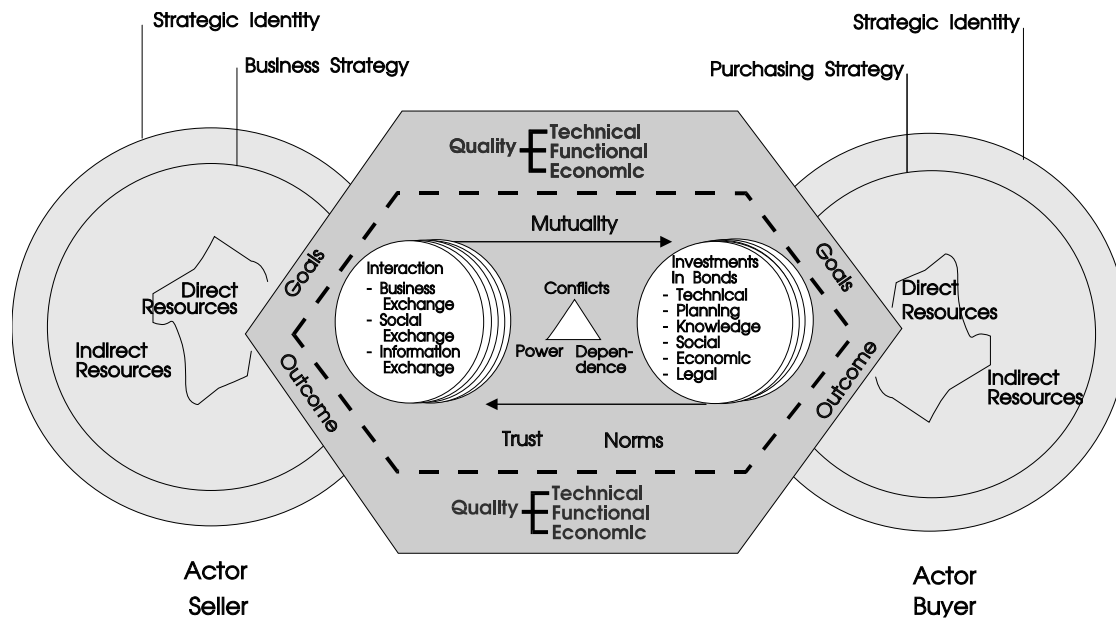 Strategic Identity
Business Strategy
Strategic Identity
Purchasing Strategy
Quality
Technical
Functional
Economic
Mutuality
Goals
Goals
Interaction
- Business
Exchange
- Social
Exchange
- Information
Exchange
Conflicts
Power
Depen-
dence
Investments
In Bonds
- Technical
- Planning
- Knowledge
- Social
- Economic
- Legal
Direct
Resources
Indirect
Resources
Direct
Resources
Indirect
Resources
Outcome
Outcome
Trust
Norms
Quality
Technical
Functional
Economic
Actor
Seller
Actor
Buyer